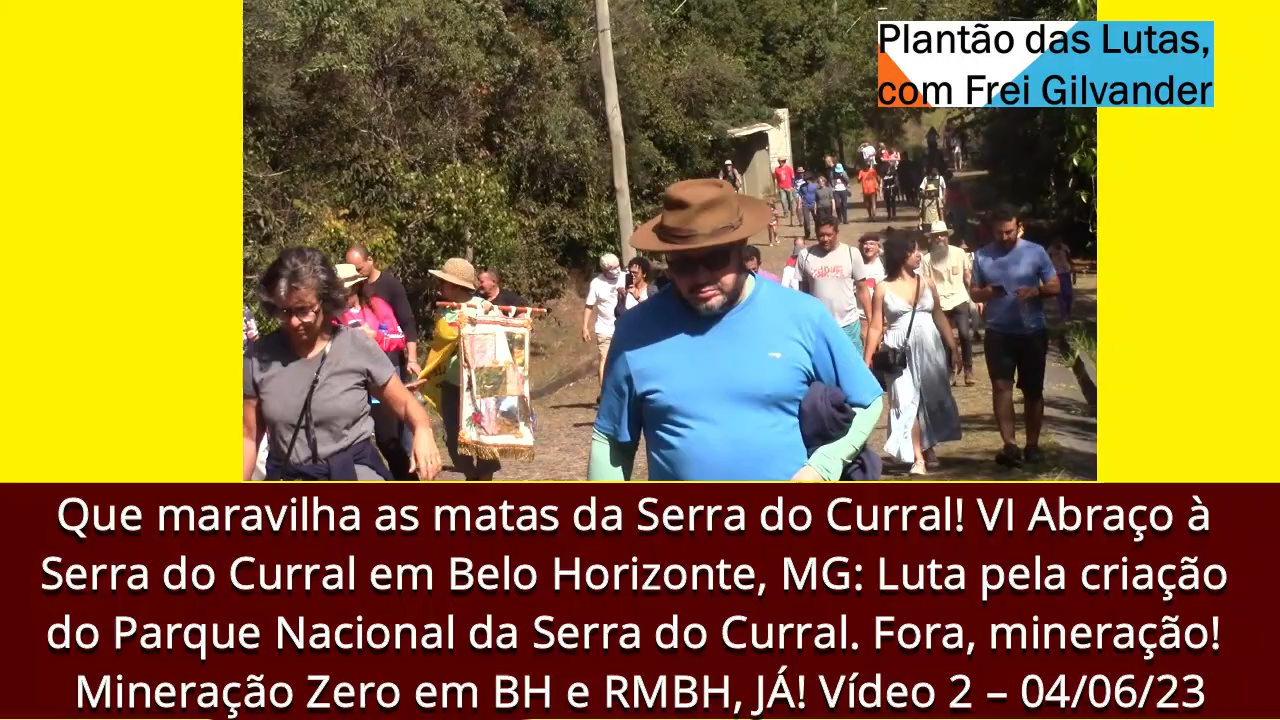 Plantão das Lutas,
com Frei Gilvander
Que maravilha as matas da Serra do Curral! VI Abraço à
Serra do Curral em Belo Horizonte, MG: Luta pela criação
do Parque Nacional da Serra do Curral. Fora, mineração!
Mineração Zero em BH e RMBH, JÁ! Vídeo 2 – 04/06/23